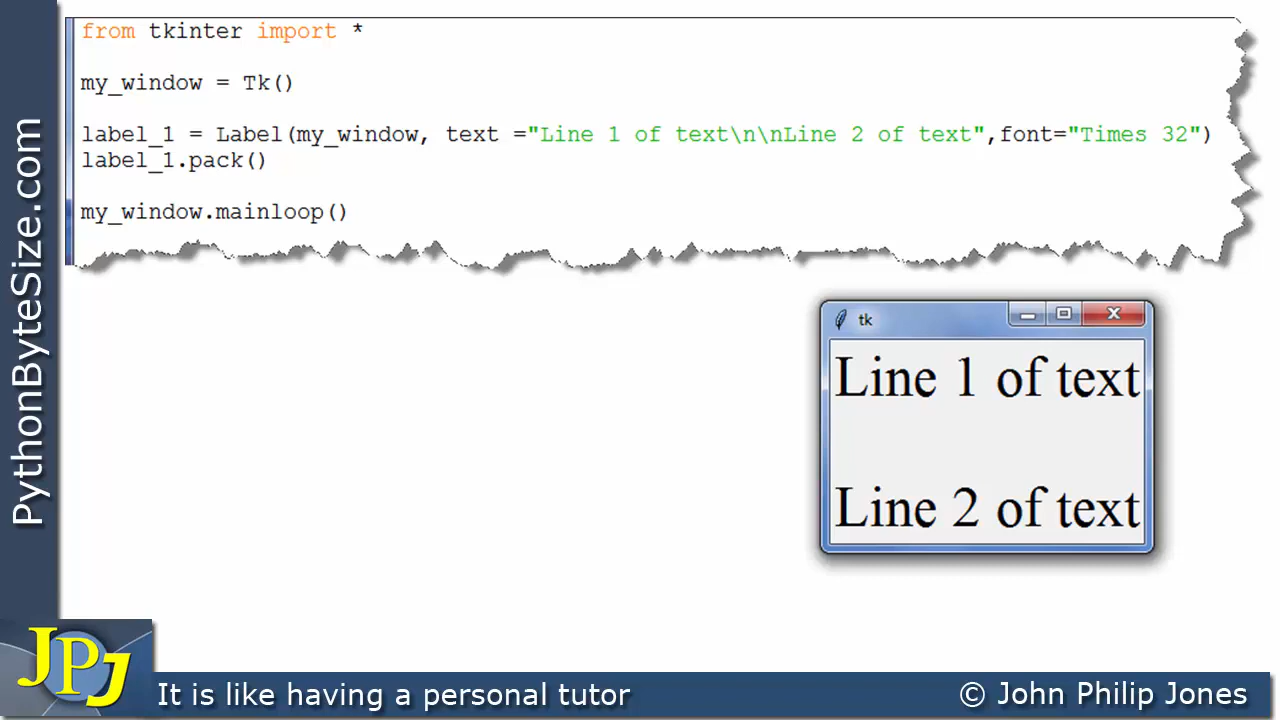 from tkinter import *
my_window = Tk()
label_1 = Label(my_window, text ="Line 1 of text\n\nLine 2 of text",font="Times 32")
label_1.pack()
my_window.mainloop()
PythonByteSize.com
tk
Line 1 of text
Line 2 of text
JPJ
It is like having a personal tutor
© John Philip Jones